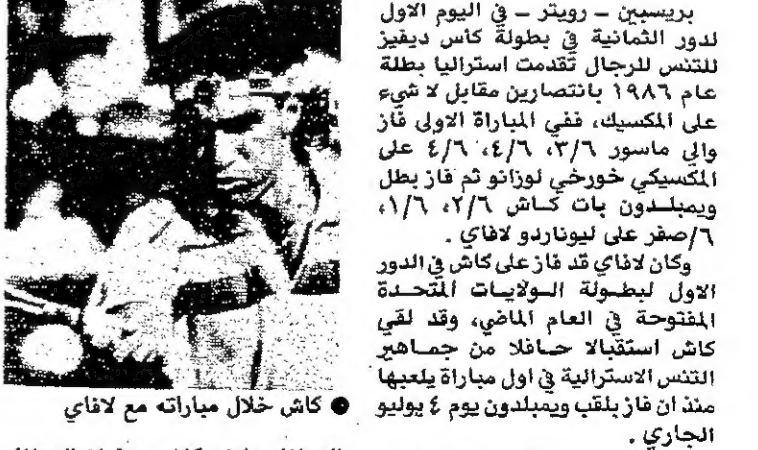 بريسبين – رويتر – في اليوم الاول
لدور الثمانية في بطولة كاس ديفيز
للتنس للرجال تقدمت استراليا بطلة
عام ١٩٨٦ بانتصارين مقابل لا شيء
على المكسيك، ففي المباراة الاولى فاز
والي ماسور ٣/٦، ٤/٦، ٤/٦ على
المكسيكي خورخي لوزانو ثم فاز بطل
ويمبلدون بات كاش ٢/٦، ١/٦،
٦/صفر على ليوناردو لافاي .
وكان لافاي قد فاز على كاش في الدور
الاول لبطولة الولايات المتحدة
المفتوحة في العام الماضي، وقد لقي
كاش استقبالا حافلا من جماهير
التنس الاسترالية في اول مباراة يلعبها
منذ ان فاز بلقب ويمبلدون يوم ٤ يوليو
الجاري .
● كاش خلال مباراته مع لافاي